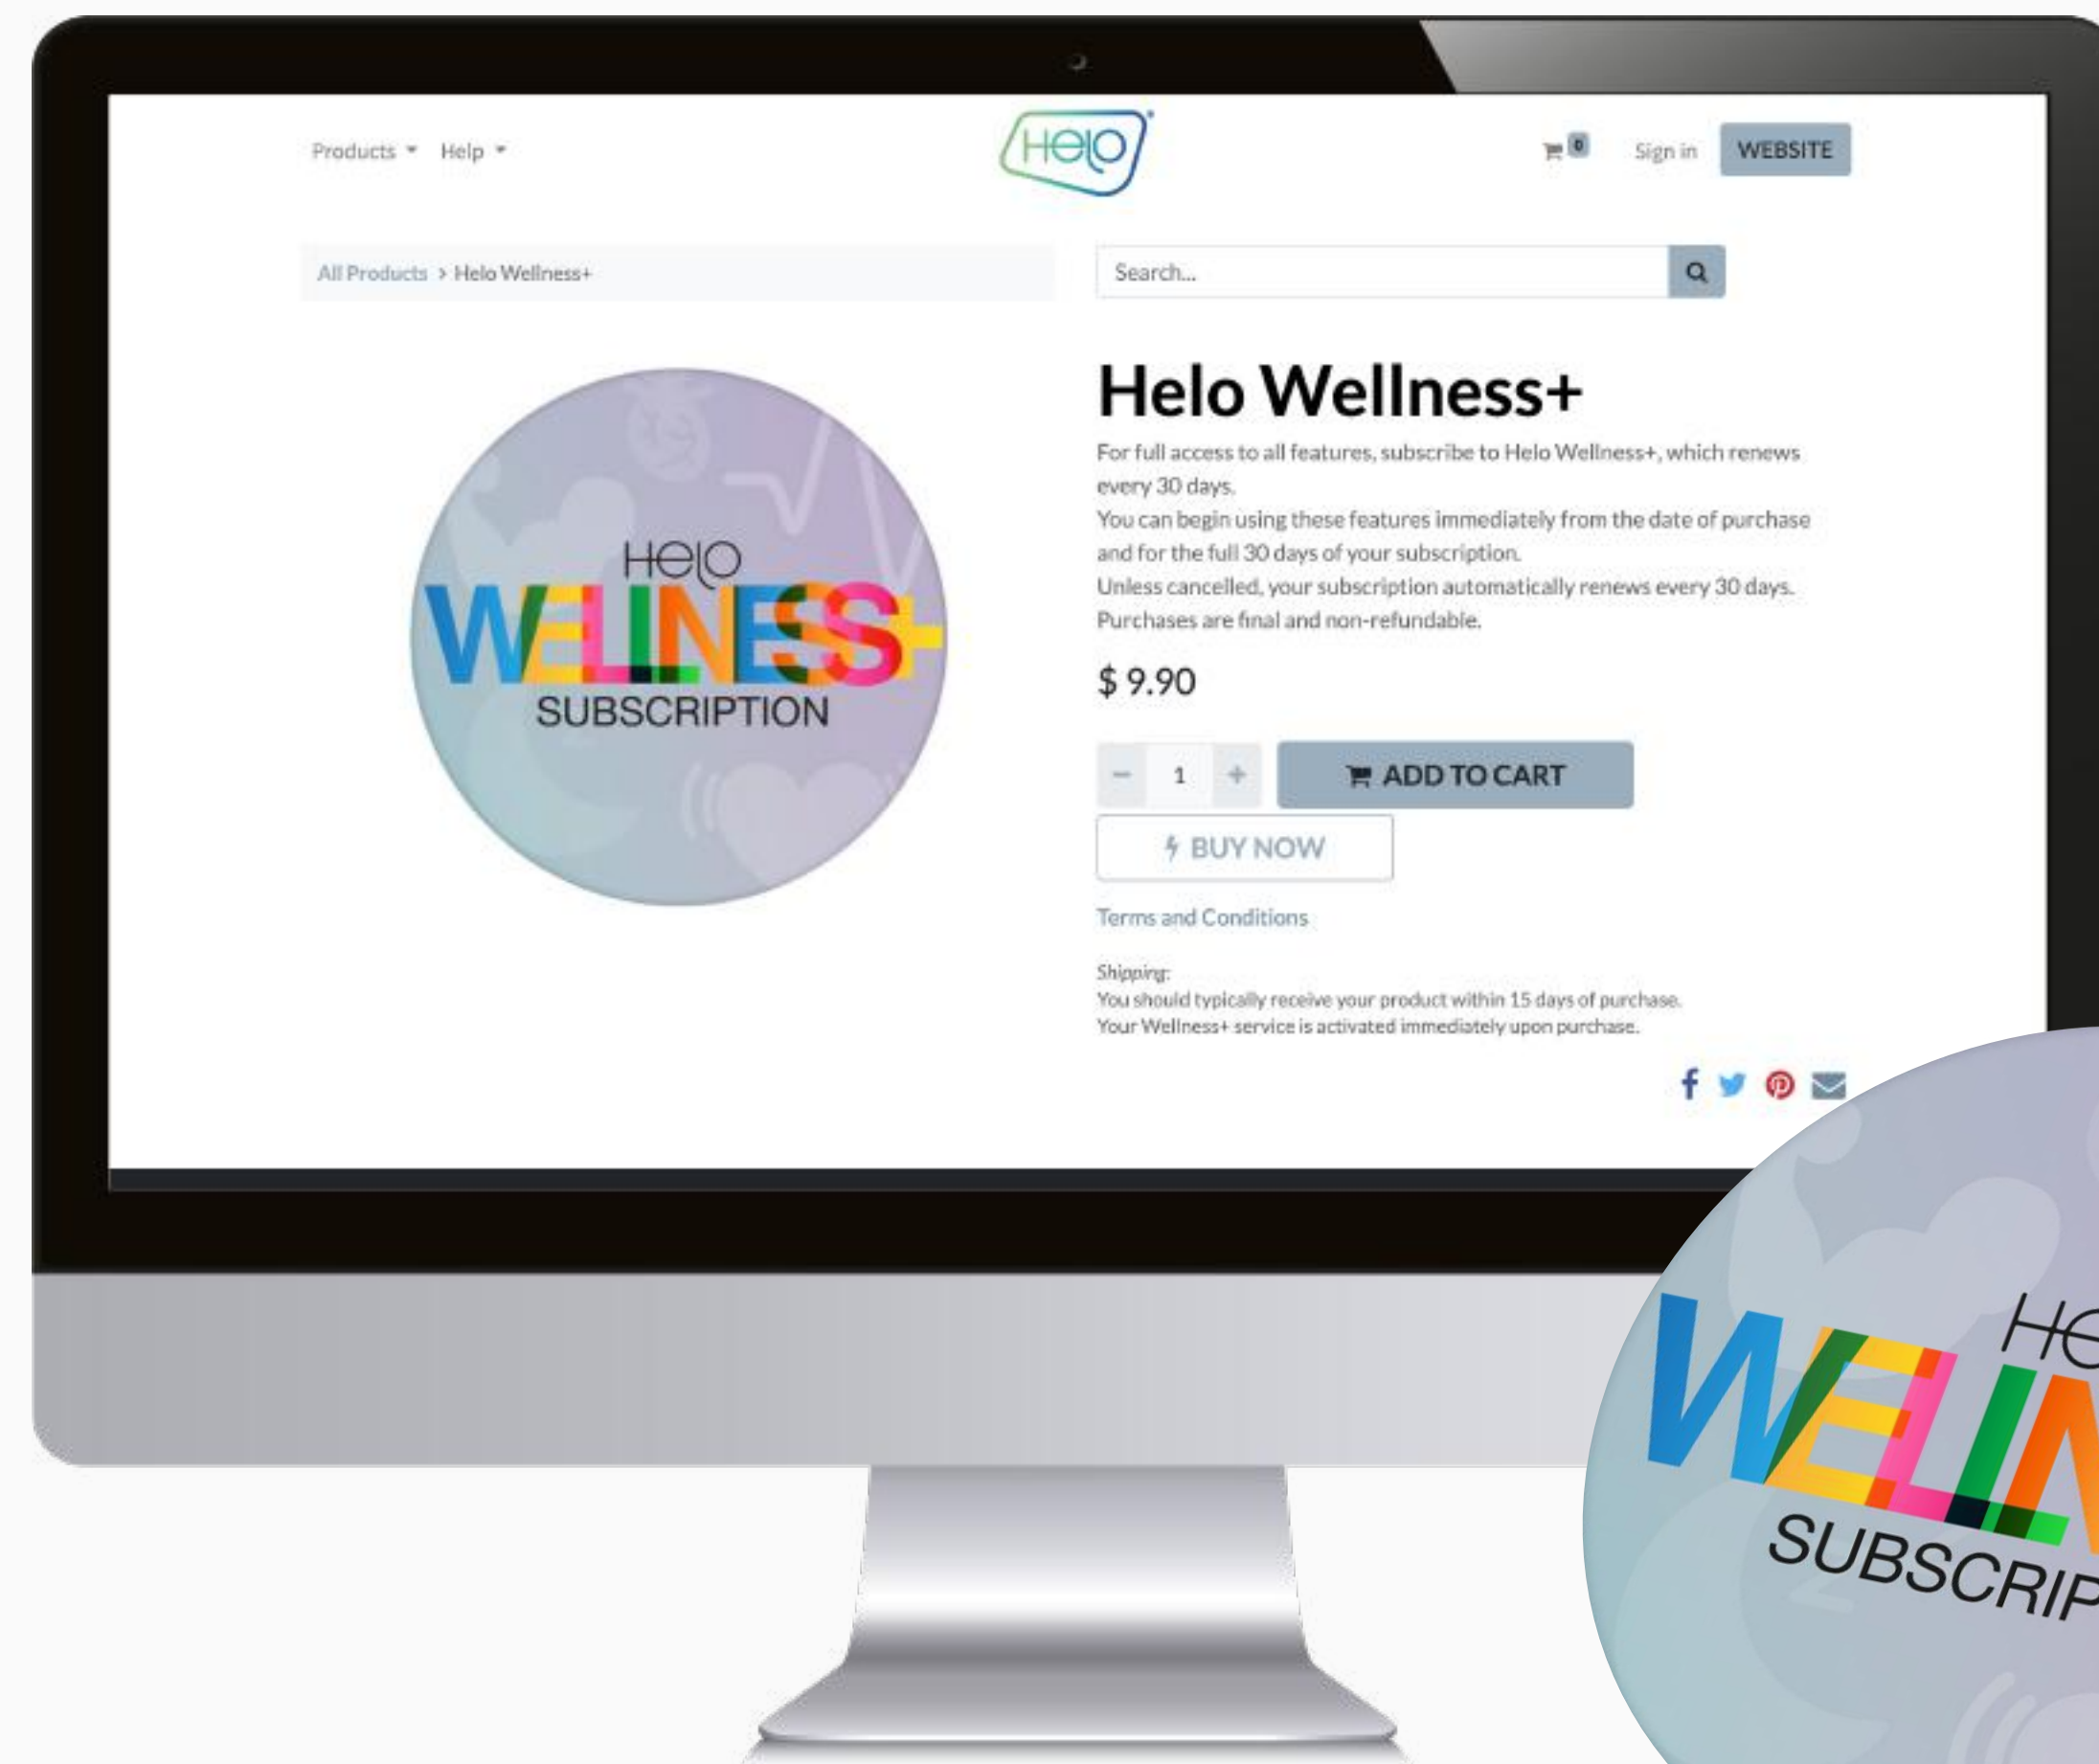 Products Help
Helo
0 Sign in WEBSITE
All Products > Helo Wellness+
Search...
Helo
WELLNESS+
SUBSCRIPTION
Helo Wellness+
For full access to all features, subscribe to Helo Wellness+, which renews
every 30 days.
You can begin using these features immediately from the date of purchase
and for the full 30 days of your subscription.
Unless cancelled, your subscription automatically renews every 30 days.
Purchases are final and non-refundable.
$ 9.90
− 1 + ADD TO CART
BUY NOW
Terms and Conditions
Shipping:
You should typically receive your product within 15 days of purchase.
Your Wellness+ service is activated immediately upon purchase.
He
WELLN
SUBSCRIP